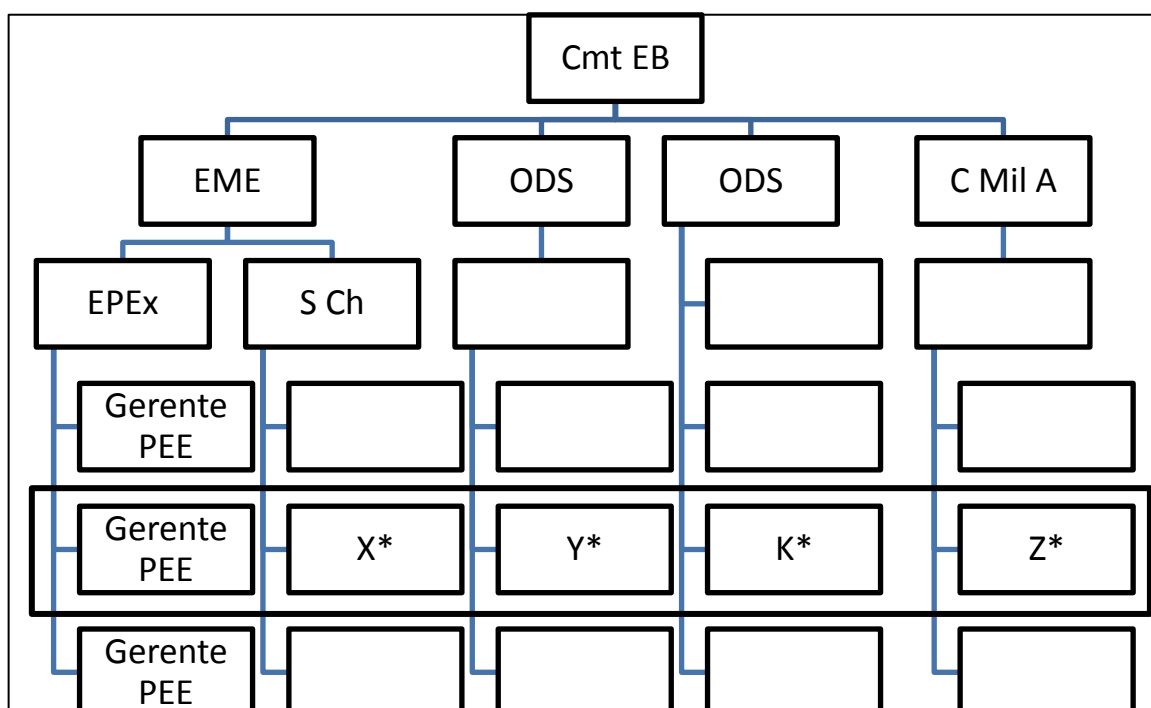 Cmt EB
EME
ODS
ODS
C Mil A
EPEx
S Ch
Gerente
PEE
Gerente
PEE
X*
Y*
K*
Z*
Gerente
PEE